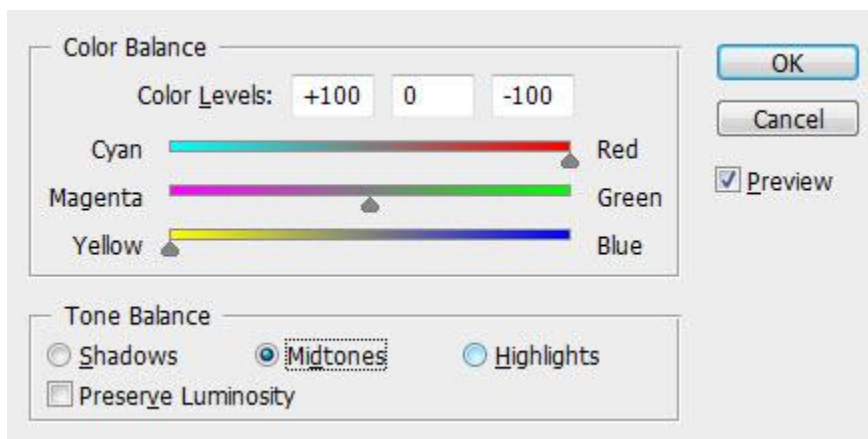 Color Balance
Color Levels: +100 0 -100
Cyan Red
Magenta Green
Yellow Blue
Tone Balance
Shadows Midtones Highlights
Preserve Luminosity
OK
Cancel
Preview